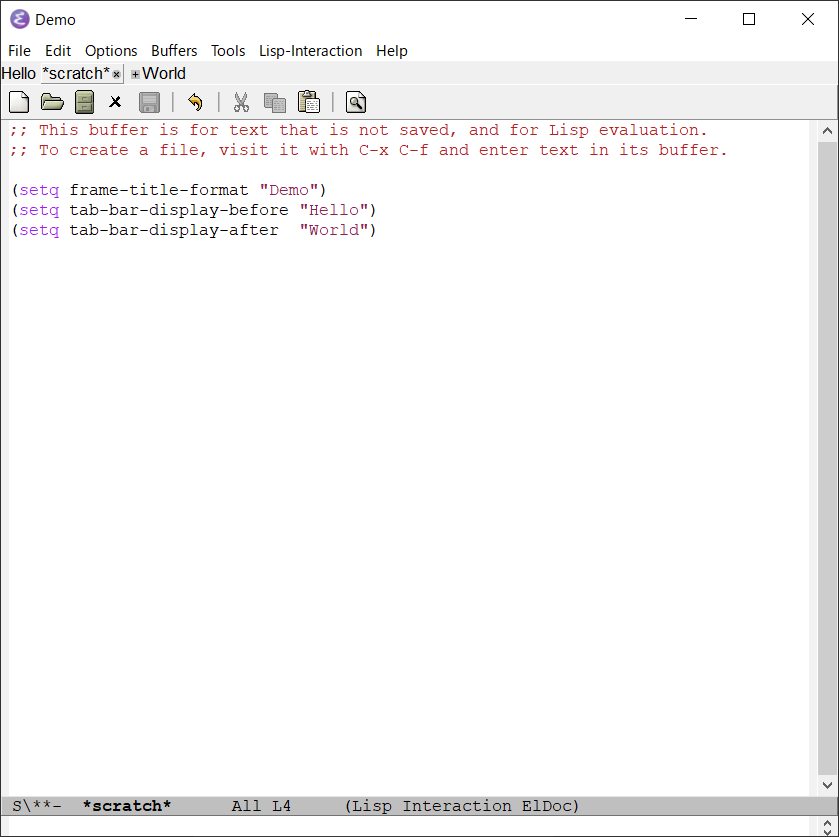 Demo
File Edit Options Buffers Tools Lisp-Interaction Help
Hello *scratch* World
;; This buffer is for text that is not saved, and for Lisp evaluation.
;; To create a file, visit it with C-x C-f and enter text in its buffer.
(setq frame-title-format "Demo")
(setq tab-bar-display-before "Hello")
(setq tab-bar-display-after  "World")
S\**-  *scratch*      All L4     (Lisp Interaction ElDoc)